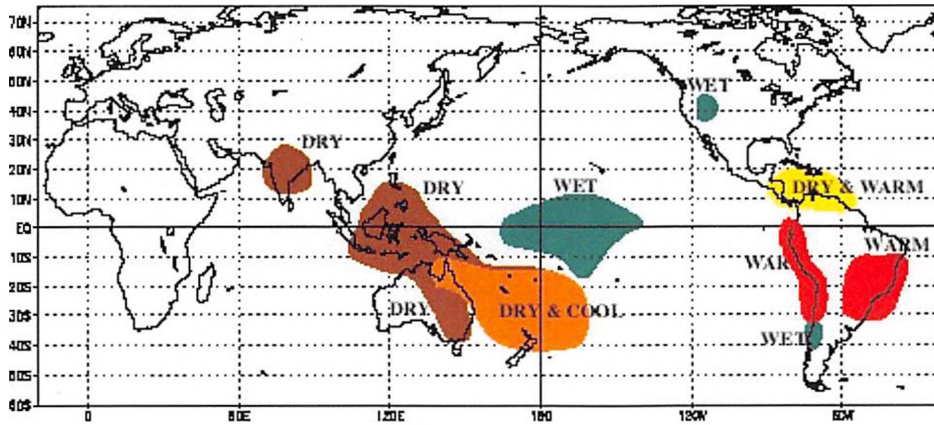 70N
60N
50N
WET
40N
30N
DRY
20N
DRY
WET
DRY & WARM
10N
EQ
WARM
10S
WAR
20S
DRY
DRY & COOL
30S
WET
40S
50S
60S
0
60E
120E
180
120W
60W